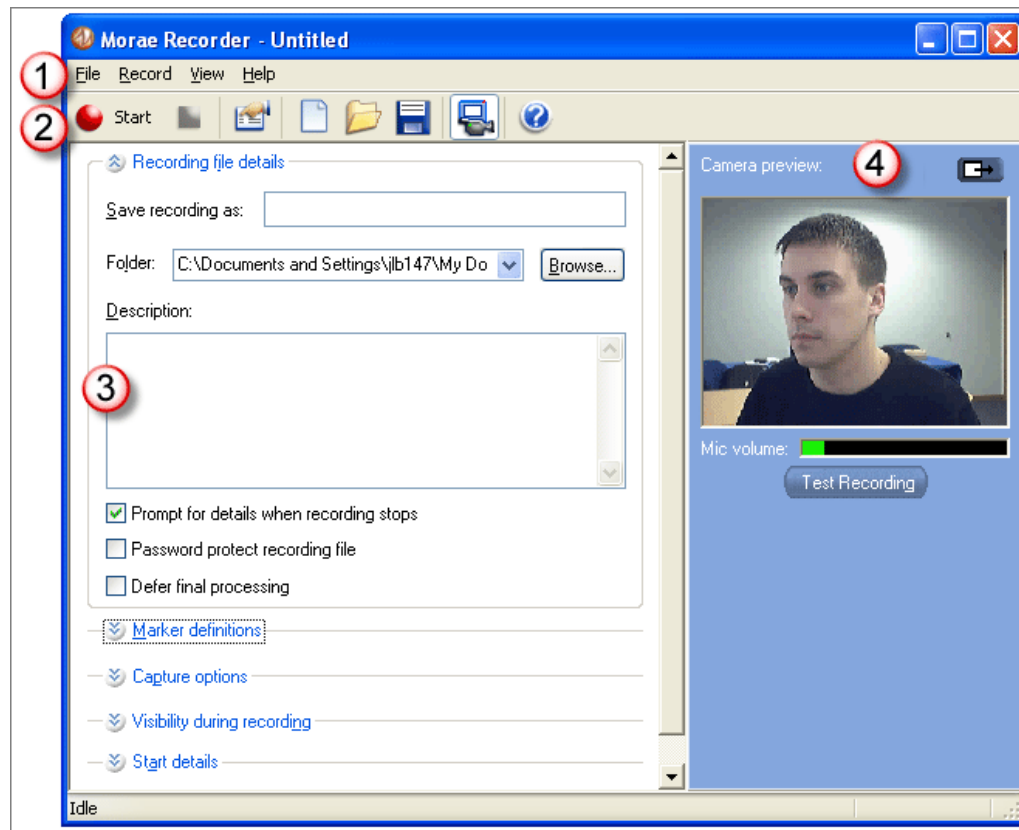 Morae Recorder - Untitled
1
File Record View Help
2
Start
Recording file details
Save recording as:
Folder: C:\Documents and Settings\jlb147\My Do Browse...
Description:
3
Prompt for details when recording stops
Password protect recording file
Defer final processing
Marker definitions
Capture options
Visibility during recording
Start details
Camera preview: 4
Mic volume:
Test Recording
Idle